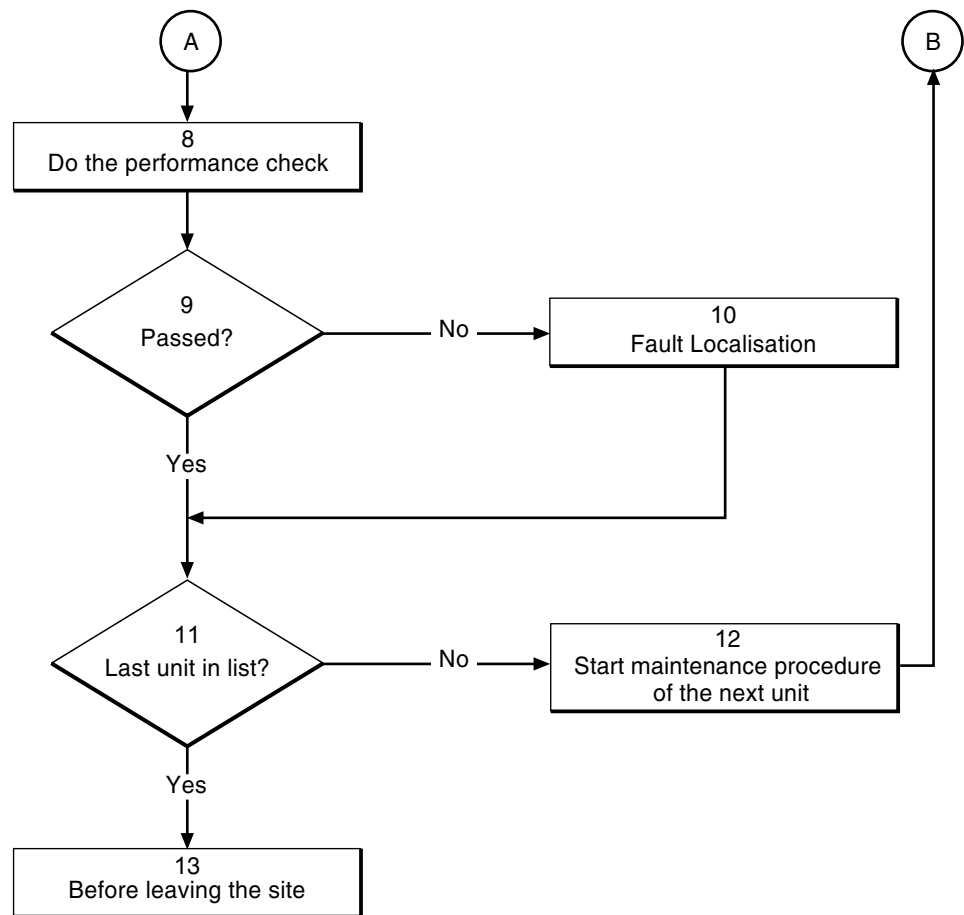 A
B
8
Do the performance check
9
Passed?
No
10
Fault Localisation
Yes
11
Last unit in list?
No
12
Start maintenance procedure
of the next unit
Yes
13
Before leaving the site